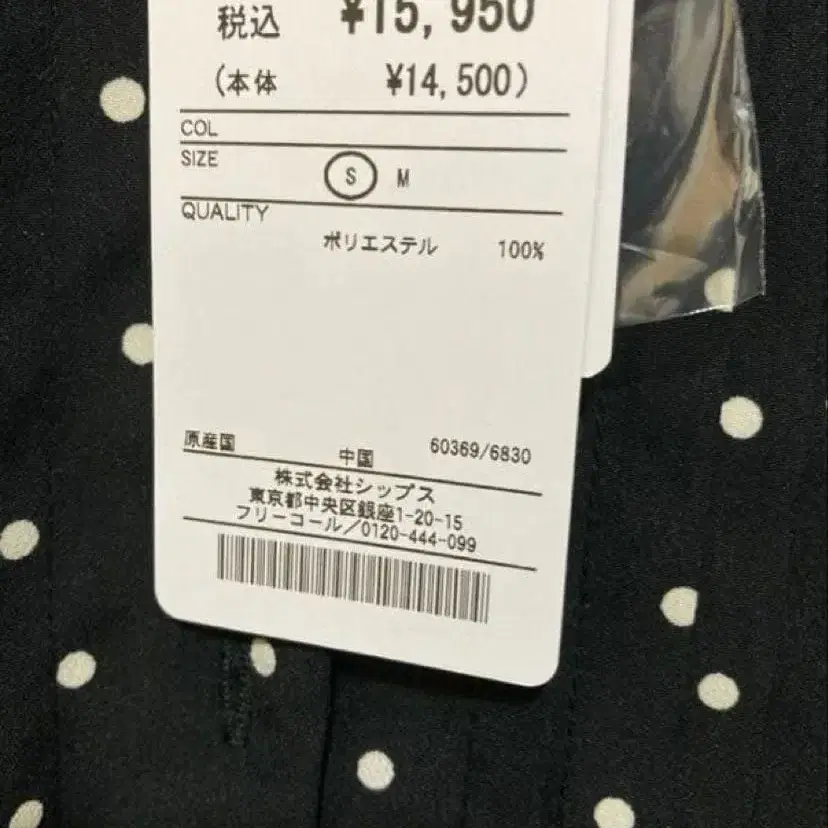 税込 ¥15,950
(本体 ¥14,500)
COL
SIZE S M
QUALITY
ポリエステル 100%
原産国 中国 60369/6830
株式会社シップス
東京都中央区銀座1-20-15
フリーコール/0120-444-099